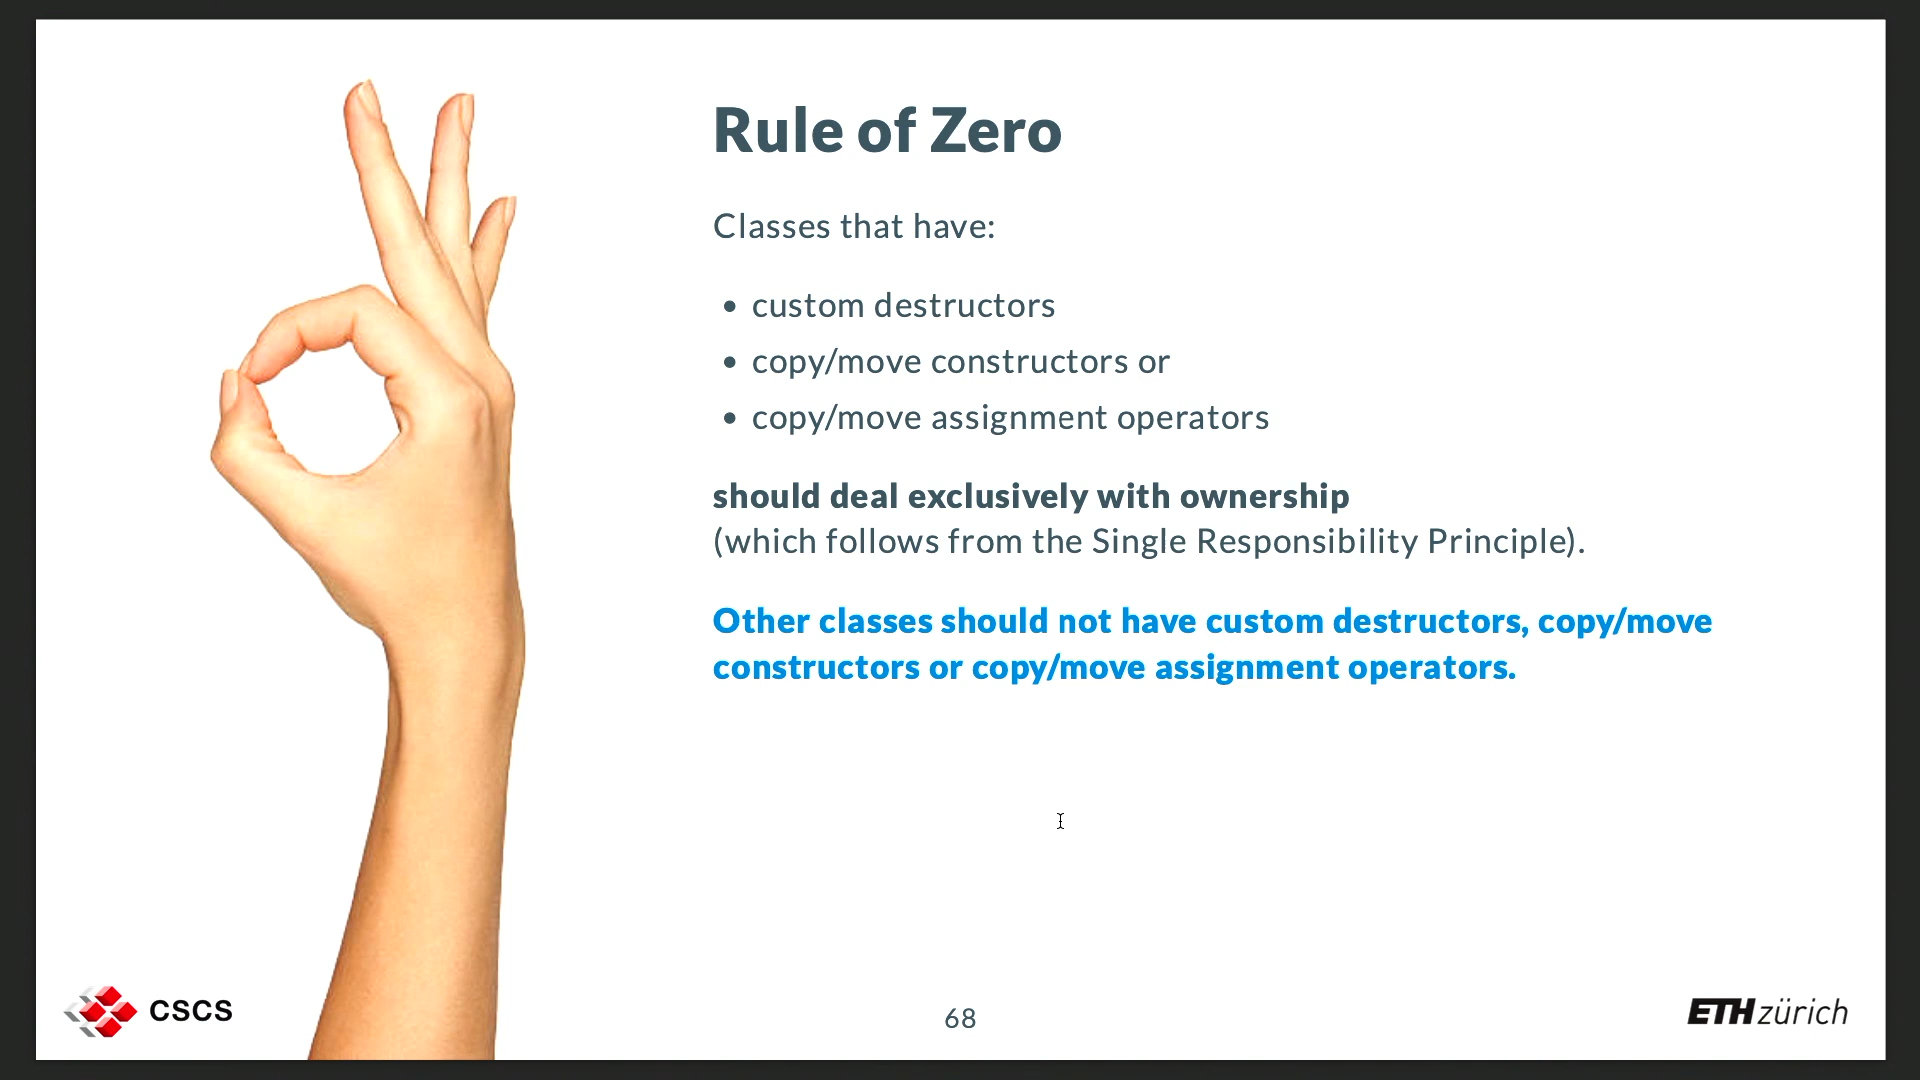 Rule of Zero
Classes that have:
• custom destructors
• copy/move constructors or
• copy/move assignment operators
should deal exclusively with ownership
(which follows from the Single Responsibility Principle).
Other classes should not have custom destructors, copy/move
constructors or copy/move assignment operators.
CSCS
68
ETH zürich